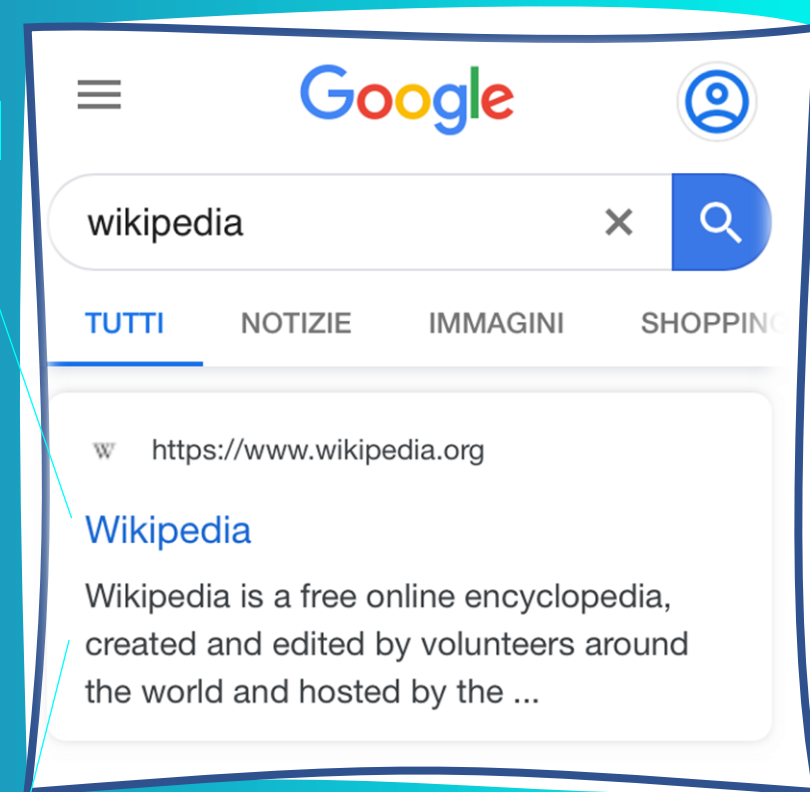 Google
wikipedia
TUTTI NOTIZIE IMMAGINI SHOPPING
W https://www.wikipedia.org
Wikipedia
Wikipedia is a free online encyclopedia,
created and edited by volunteers around
the world and hosted by the ...